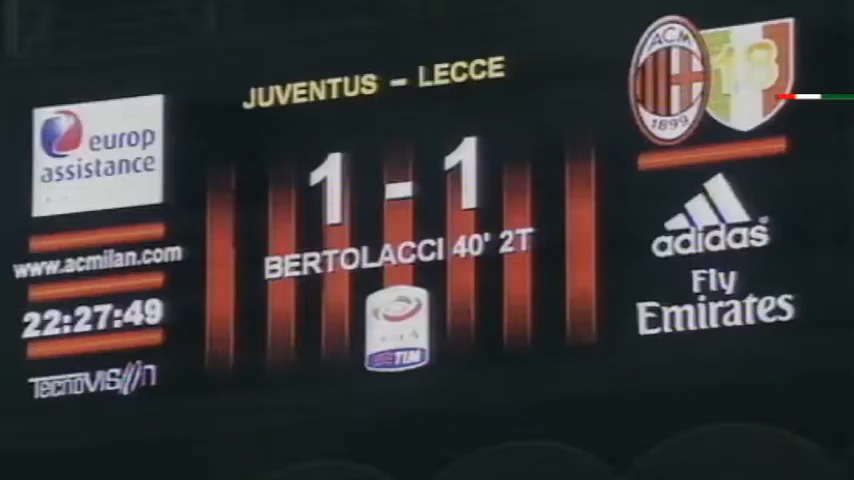 JUVENTUS - LECCE
1 - 1
BERTOLACCI 40' 2T
TIM
europ
assistance
www.acmilan.com
22:27:49
TECNOVISION
ACM
1899
18
adidas
Fly
Emirates